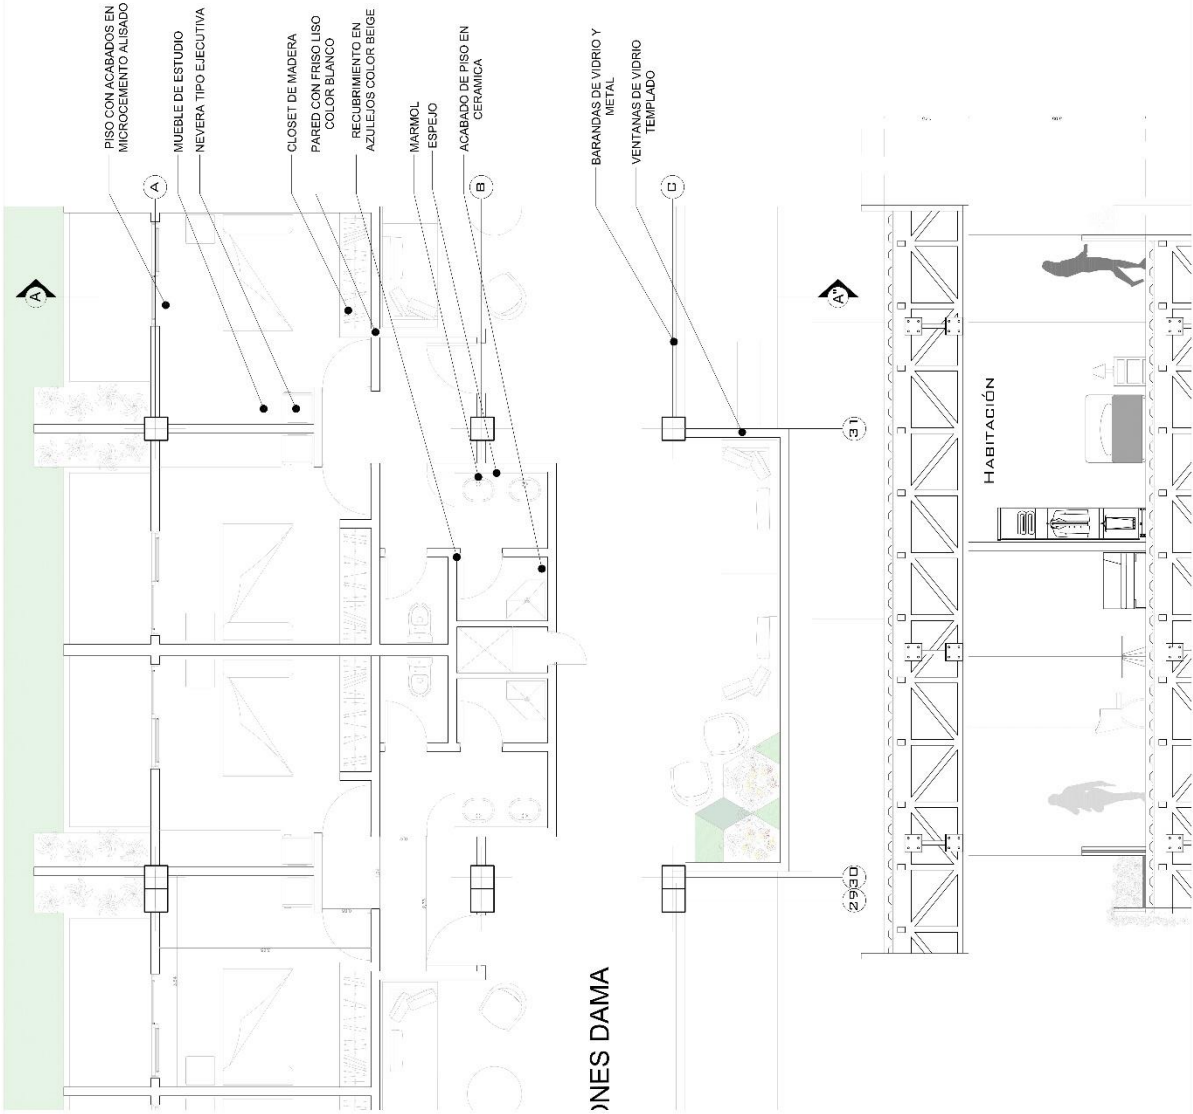 PISO CON ACABADOS EN
MICROCEMENTO ALISADO
MUEBLE DE ESTUDIO
NEVERA TIPO EJECUTIVA
CLOSET DE MADERA
PARED CON FRISO LISO
COLOR BLANCO
RECUBRIMIENTO EN
AZULEJOS COLOR BEIGE
MARMOL
ESPEJO
ACABADO DE PISO EN
CERAMICA
BARANDAS DE VIDRIO Y
METAL
VENTANAS DE VIDRIO
TEMPLADO
A
B
C
A'
A"
31
2930
HABITACIÓN
ONES DAMA